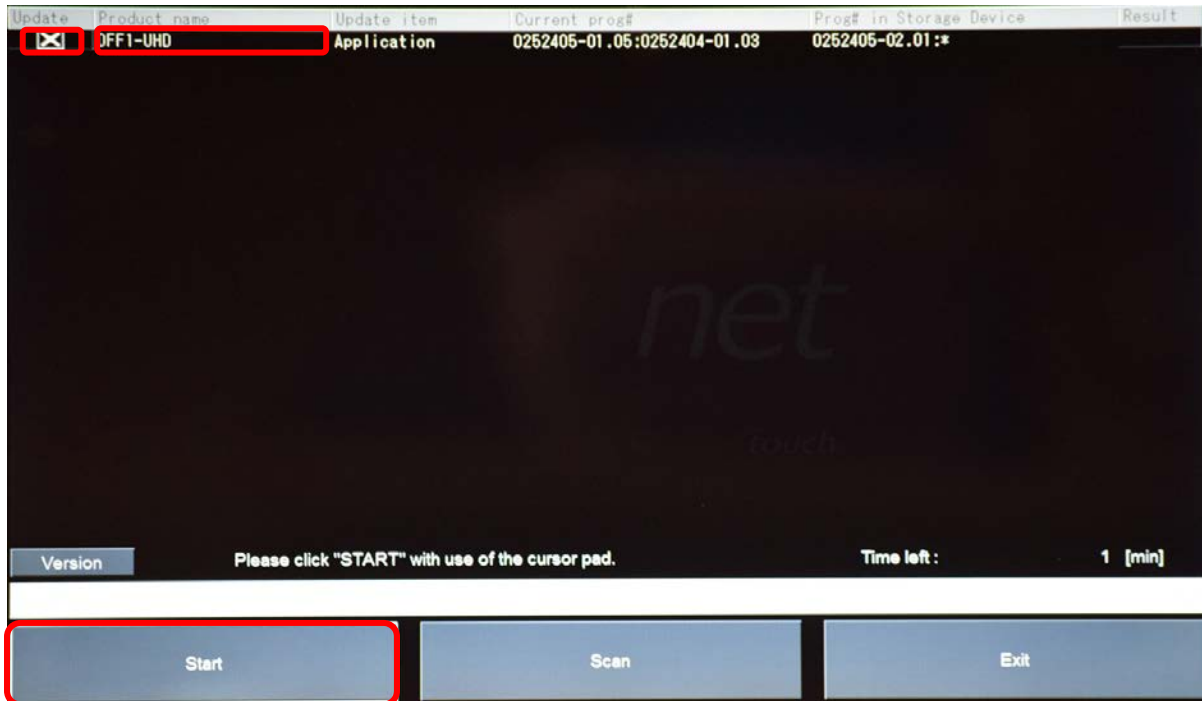 Update Product name Update item Current prog# Prog# in Storage Device Result
DFF1-UHD Application 0252405-01.05:0252404-01.03 0252405-02.01:*
net
touch
Version Please click "START" with use of the cursor pad. Time left : 1 [min]
Start Scan Exit